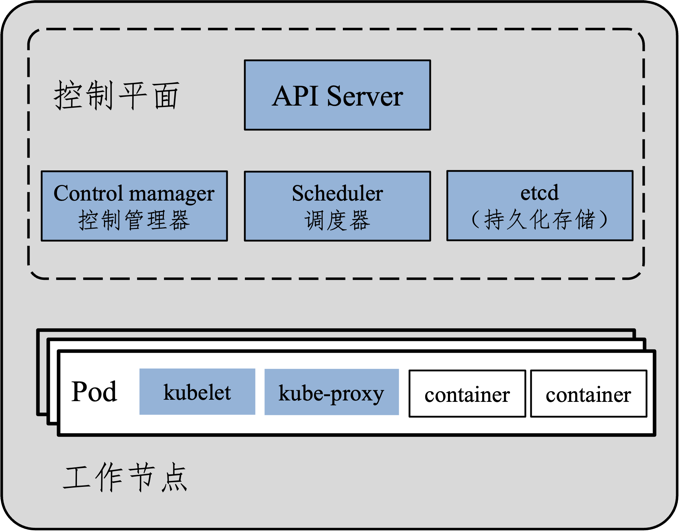 控制平面
API Server
Control mamager
控制管理器
Scheduler
调度器
etcd
（持久化存储）
Pod
kubelet
kube-proxy
container
container
工作节点